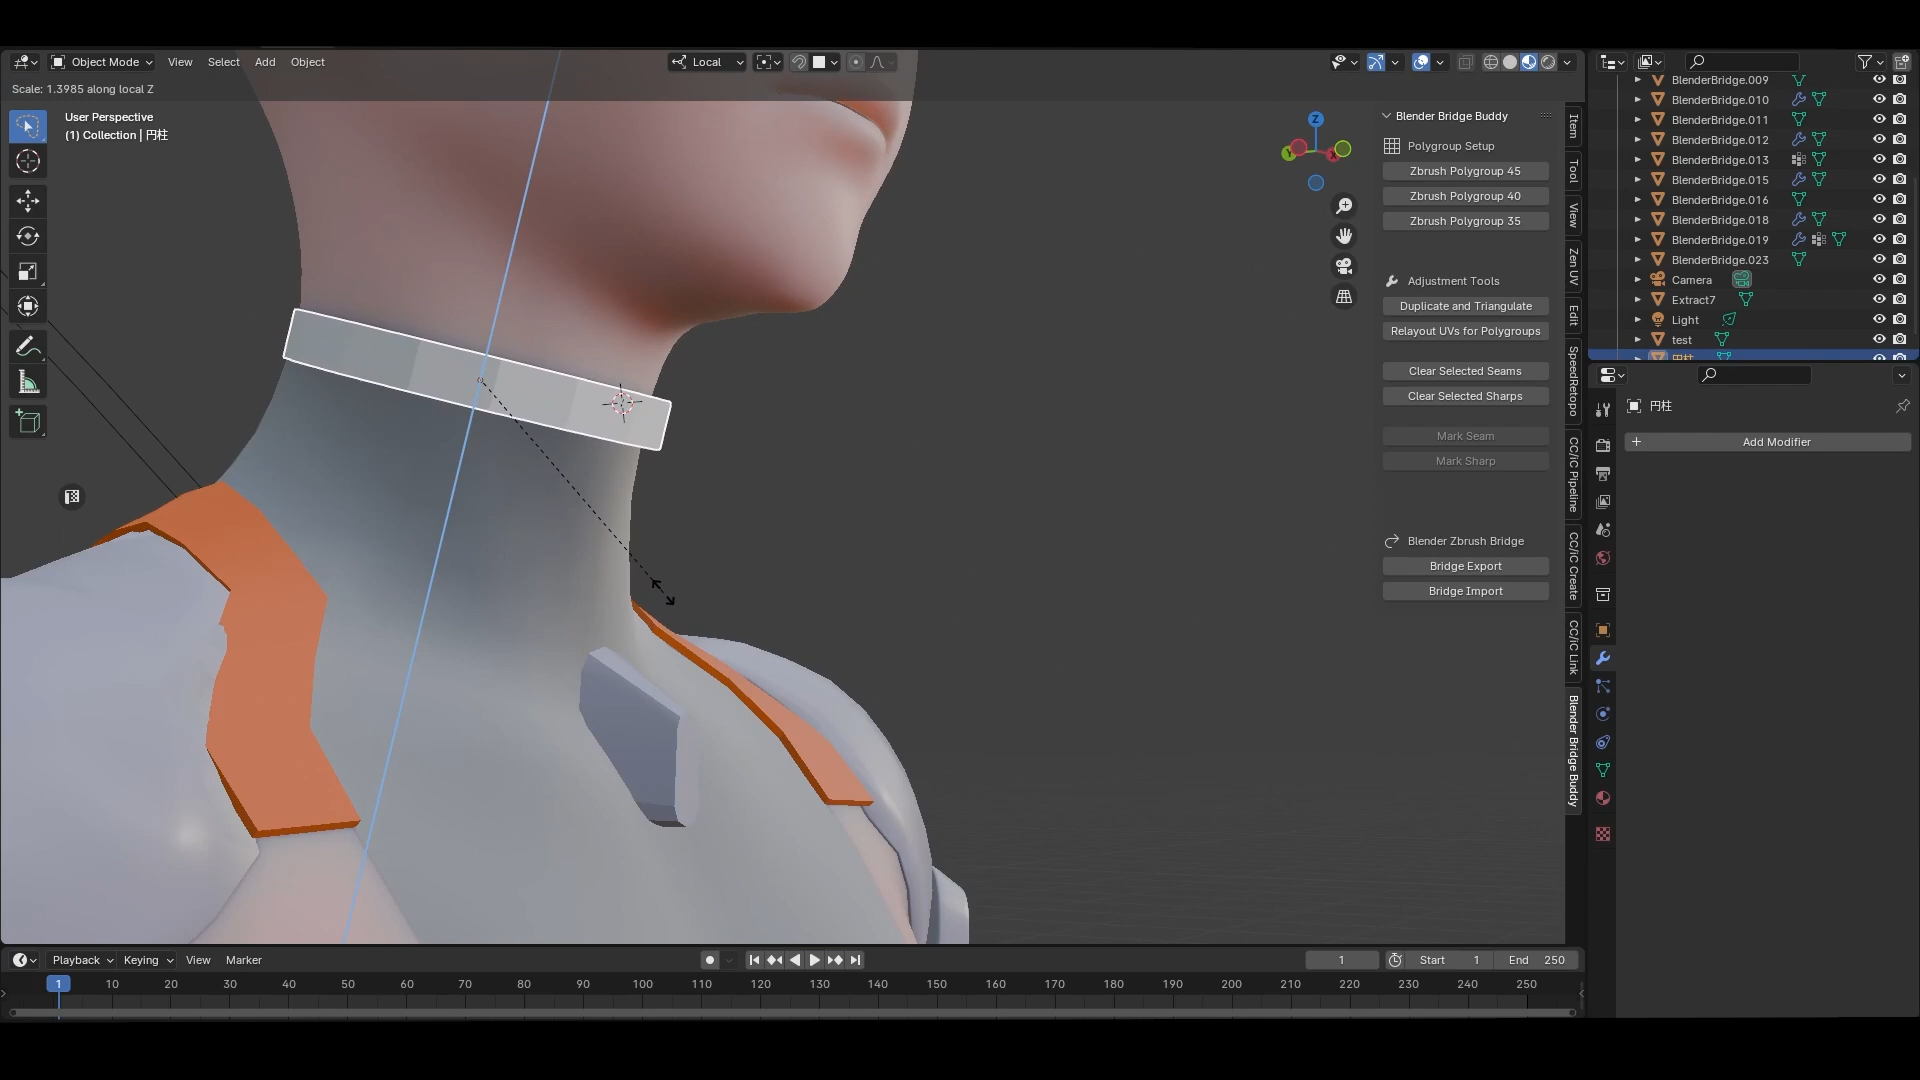 Object Mode View Select Add Object Local
Scale: 1.3985 along local Z
User Perspective
(1) Collection | 円柱
Z
Y
X
Blender Bridge Buddy
Polygroup Setup
Zbrush Polygroup 45
Zbrush Polygroup 40
Zbrush Polygroup 35
Adjustment Tools
Duplicate and Triangulate
Relayout UVs for Polygroups
Clear Selected Seams
Clear Selected Sharps
Mark Seam
Mark Sharp
Blender Zbrush Bridge
Bridge Export
Bridge Import
Item
Tool
View
Zen UV
Edit
SpeedRetopo
CC/iC Pipeline
CC/iC Create
CC/iC Link
Blender Bridge Buddy
BlenderBridge.009
BlenderBridge.010
BlenderBridge.011
BlenderBridge.012
BlenderBridge.013
BlenderBridge.015
BlenderBridge.016
BlenderBridge.018
BlenderBridge.019
BlenderBridge.023
Camera
Extract7
Light
test
円柱
円柱
+ Add Modifier
Playback Keying View Marker 1 Start 1 End 250
1 10 20 30 40 50 60 70 80 90 100 110 120 130 140 150 160 170 180 190 200 210 220 230 240 250